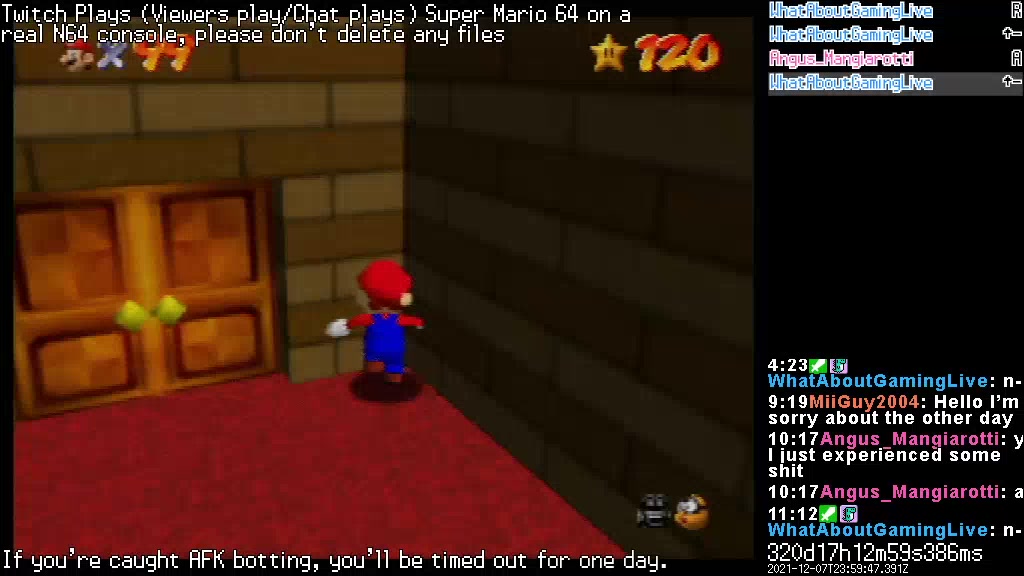 Twitch Plays (Viewers play/Chat plays) Super Mario 64 on a
real N64 console, please don't delete any files
120
WhatAboutGamingLive R
WhatAboutGamingLive ↑-
Angus_Mangiarotti A
WhatAboutGamingLive ↑-
4:23
WhatAboutGamingLive: n-
9:19MiiGuy2004: Hello I'm
sorry about the other day
10:17Angus_Mangiarotti: y
I just experienced some
shit
10:17Angus_Mangiarotti: a
11:12
WhatAboutGamingLive: n-
320d17h12m59s386ms
2021-12-07T23:59:47.391Z
If you're caught AFK botting, you'll be timed out for one day.